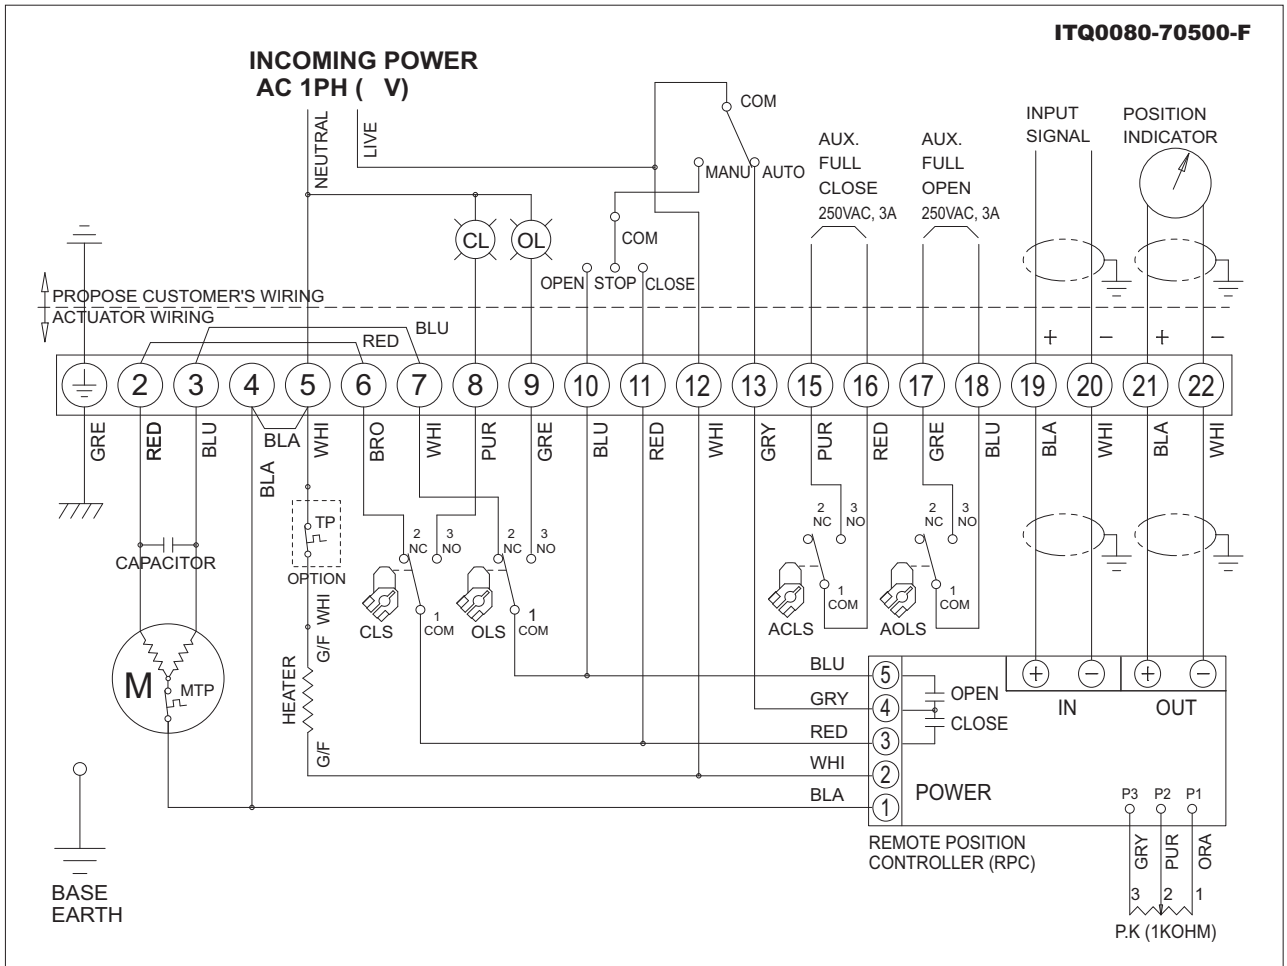 ITQ0080-70500-F
INCOMING POWER
AC 1PH (   V)
NEUTRAL
LIVE
COM
MANU
AUTO
AUX.
FULL
CLOSE
250VAC, 3A
AUX.
FULL
OPEN
250VAC, 3A
INPUT
SIGNAL
POSITION
INDICATOR
CL
OL
COM
OPEN
STOP
CLOSE
PROPOSE CUSTOMER'S WIRING
ACTUATOR WIRING
BLU
RED
+
−
+
−
2
3
4
5
6
7
8
9
10
11
12
13
15
16
17
18
19
20
21
22
GRE
RED
BLU
BLA
BLA
WHI
BRO
WHI
PUR
GRE
BLU
RED
WHI
GRY
PUR
RED
GRE
BLU
BLA
WHI
BLA
WHI
CAPACITOR
TP
OPTION
2
NC
3
NO
2
NC
3
NO
2
NC
3
NO
2
NC
3
NO
1
COM
1
COM
1
COM
1
COM
CLS
OLS
ACLS
AOLS
WHI
G/F
HEATER
G/F
M
MTP
BLU
5
OPEN
GRY
4
CLOSE
RED
3
WHI
2
POWER
BLA
1
+
−
+
−
IN
OUT
P3
P2
P1
GRY
PUR
ORA
3
2
1
P.K (1KOHM)
REMOTE POSITION
CONTROLLER (RPC)
BASE
EARTH